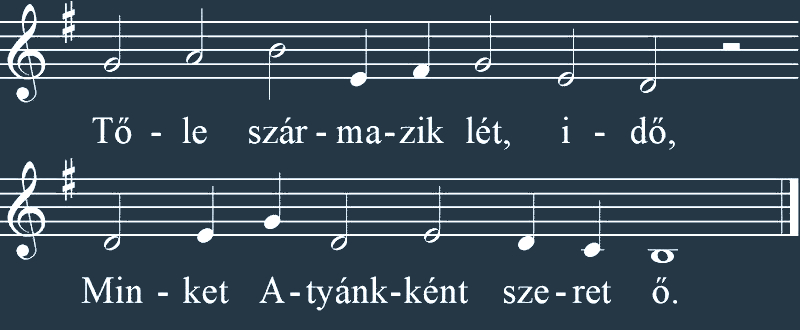 Tő - le szár - ma - zik lét, i - dő,
Min - ket A - tyánk - ként sze - ret ő.